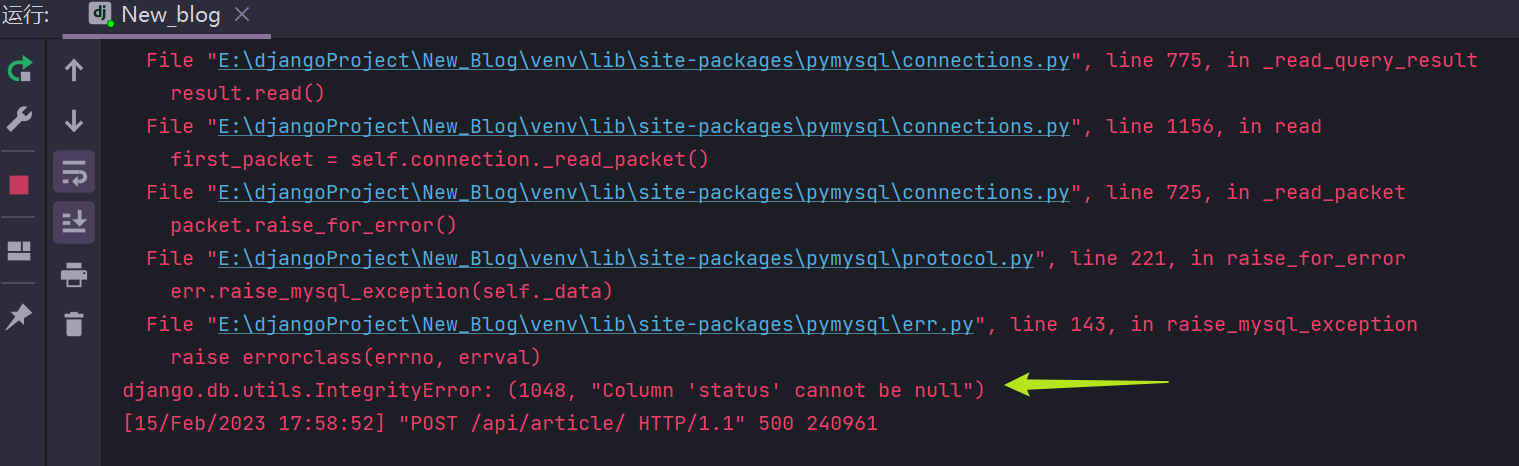 运行:
dj New_blog
File "E:\djangoProject\New_Blog\venv\lib\site-packages\pymysql\connections.py", line 775, in _read_query_result
result.read()
File "E:\djangoProject\New_Blog\venv\lib\site-packages\pymysql\connections.py", line 1156, in read
first_packet = self.connection._read_packet()
File "E:\djangoProject\New_Blog\venv\lib\site-packages\pymysql\connections.py", line 725, in _read_packet
packet.raise_for_error()
File "E:\djangoProject\New_Blog\venv\lib\site-packages\pymysql\protocol.py", line 221, in raise_for_error
err.raise_mysql_exception(self._data)
File "E:\djangoProject\New_Blog\venv\lib\site-packages\pymysql\err.py", line 143, in raise_mysql_exception
raise errorclass(errno, errval)
django.db.utils.IntegrityError: (1048, "Column 'status' cannot be null")
[15/Feb/2023 17:58:52] "POST /api/article/ HTTP/1.1" 500 240961